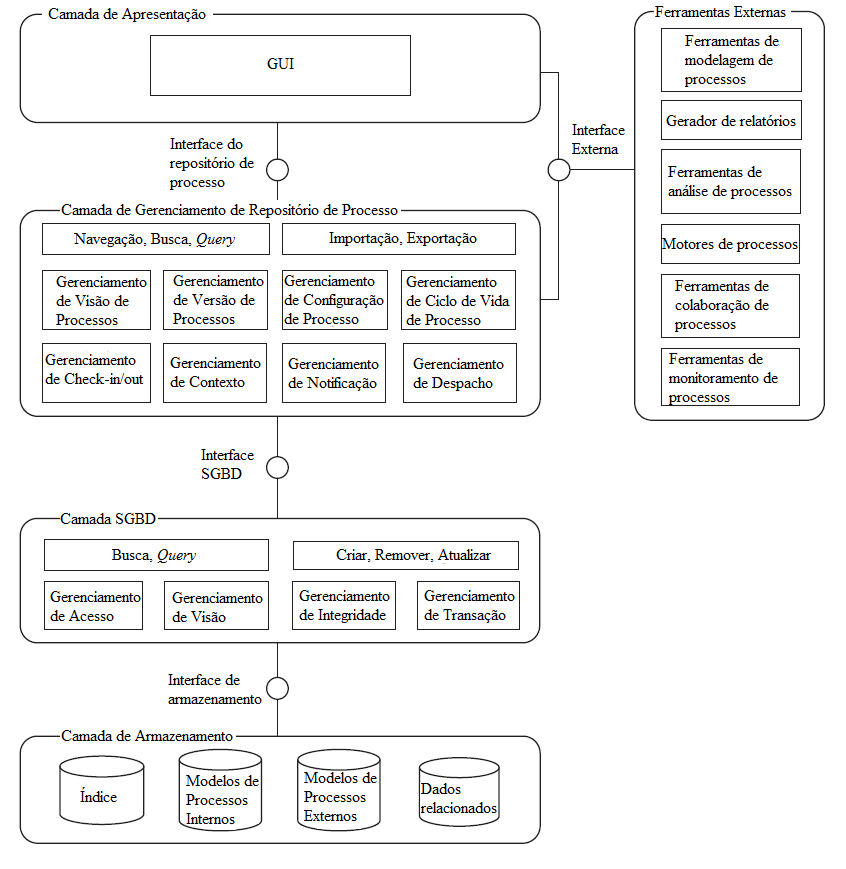 Camada de Apresentação
GUI
Ferramentas Externas
Ferramentas de
modelagem de
processos
Gerador de relatórios
Ferramentas de
análise de processos
Motores de processos
Ferramentas de
colaboração de
processos
Ferramentas de
monitoramento de
processos
Interface
Externa
Interface do
repositório de
processo
Camada de Gerenciamento de Repositório de Processo
Navegação, Busca, Query
Importação, Exportação
Gerenciamento
de Visão de
Processos
Gerenciamento
de Versão de
Processos
Gerenciamento
de Configuração
de Processo
Gerenciamento
de Ciclo de Vida
de Processo
Gerenciamento
de Check-in/out
Gerenciamento
de Contexto
Gerenciamento
de Notificação
Gerenciamento
de Despacho
Interface
SGBD
Camada SGBD
Busca, Query
Criar, Remover, Atualizar
Gerenciamento
de Acesso
Gerenciamento
de Visão
Gerenciamento
de Integridade
Gerenciamento
de Transação
Interface de
armazenamento
Camada de Armazenamento
Índice
Modelos de
Processos
Internos
Modelos de
Processos
Externos
Dados
relacionados